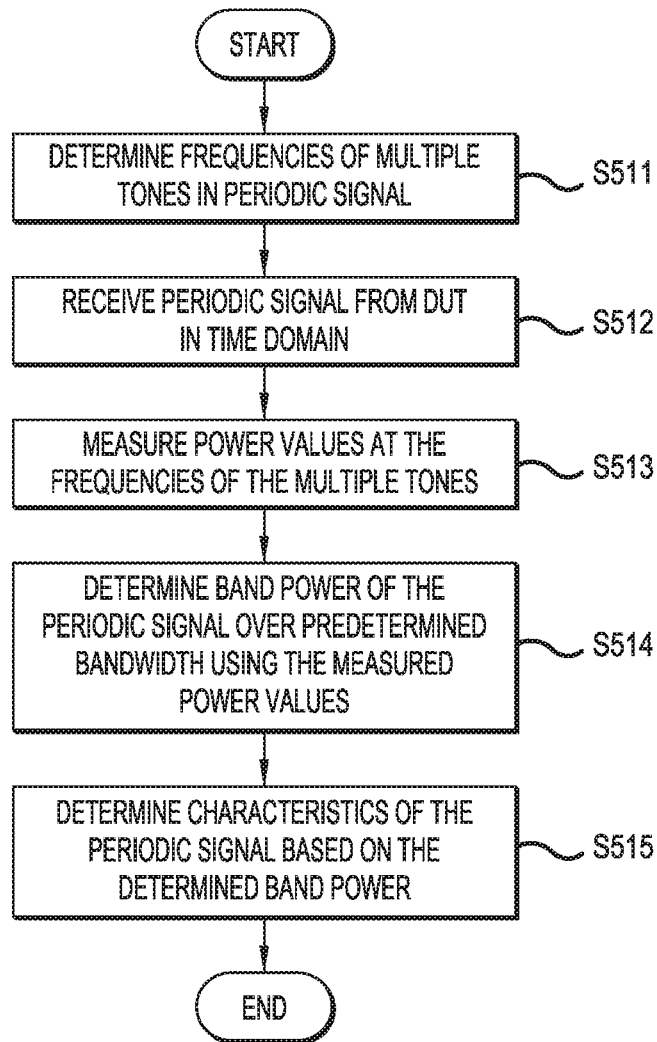 START
DETERMINE FREQUENCIES OF MULTIPLE
TONES IN PERIODIC SIGNAL
S511
RECEIVE PERIODIC SIGNAL FROM DUT
IN TIME DOMAIN
S512
MEASURE POWER VALUES AT THE
FREQUENCIES OF THE MULTIPLE TONES
S513
DETERMINE BAND POWER OF THE
PERIODIC SIGNAL OVER PREDETERMINED
BANDWIDTH USING THE MEASURED
POWER VALUES
S514
DETERMINE CHARACTERISTICS OF THE
PERIODIC SIGNAL BASED ON THE
DETERMINED BAND POWER
S515
END